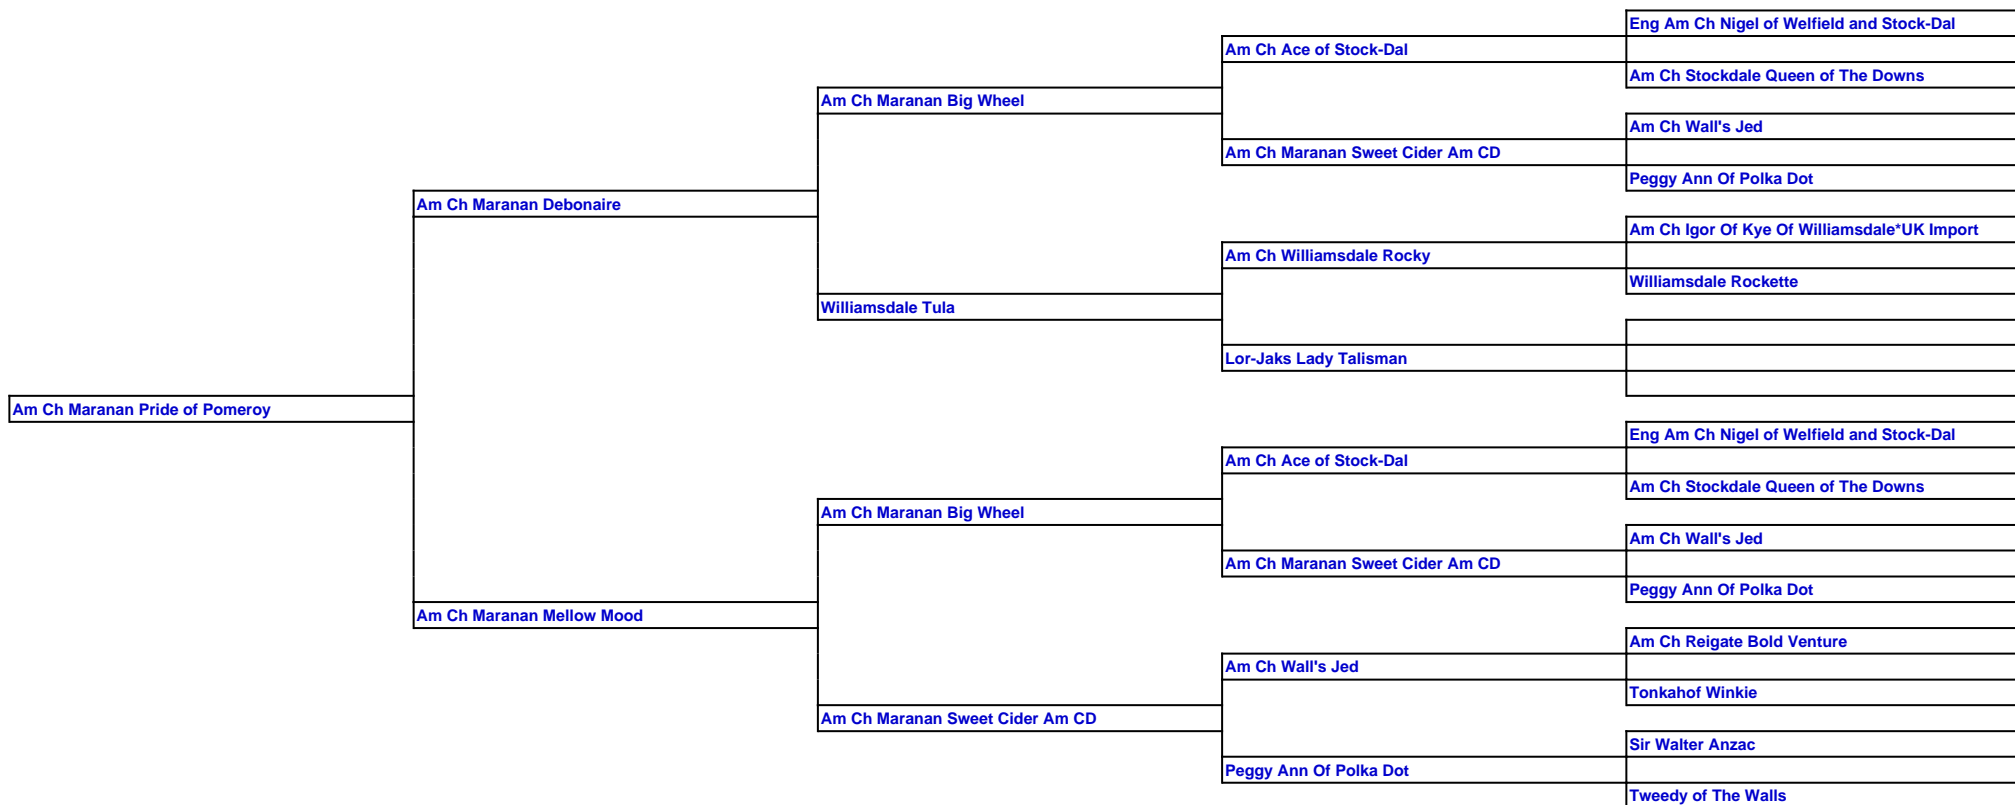 Eng Am Ch Nigel of Welfield and Stock-Dal
Am Ch Ace of Stock-Dal
Am Ch Stockdale Queen of The Downs
Am Ch Maranan Big Wheel
Am Ch Wall's Jed
Am Ch Maranan Sweet Cider Am CD
Peggy Ann Of Polka Dot
Am Ch Maranan Debonaire
Am Ch Igor Of Kye Of Williamsdale*UK Import
Am Ch Williamsdale Rocky
Williamsdale Rockette
Williamsdale Tula
Lor-Jaks Lady Talisman
Am Ch Maranan Pride of Pomeroy
Eng Am Ch Nigel of Welfield and Stock-Dal
Am Ch Ace of Stock-Dal
Am Ch Stockdale Queen of The Downs
Am Ch Maranan Big Wheel
Am Ch Wall's Jed
Am Ch Maranan Sweet Cider Am CD
Peggy Ann Of Polka Dot
Am Ch Maranan Mellow Mood
Am Ch Reigate Bold Venture
Am Ch Wall's Jed
Tonkahof Winkie
Am Ch Maranan Sweet Cider Am CD
Sir Walter Anzac
Peggy Ann Of Polka Dot
Tweedy of The Walls